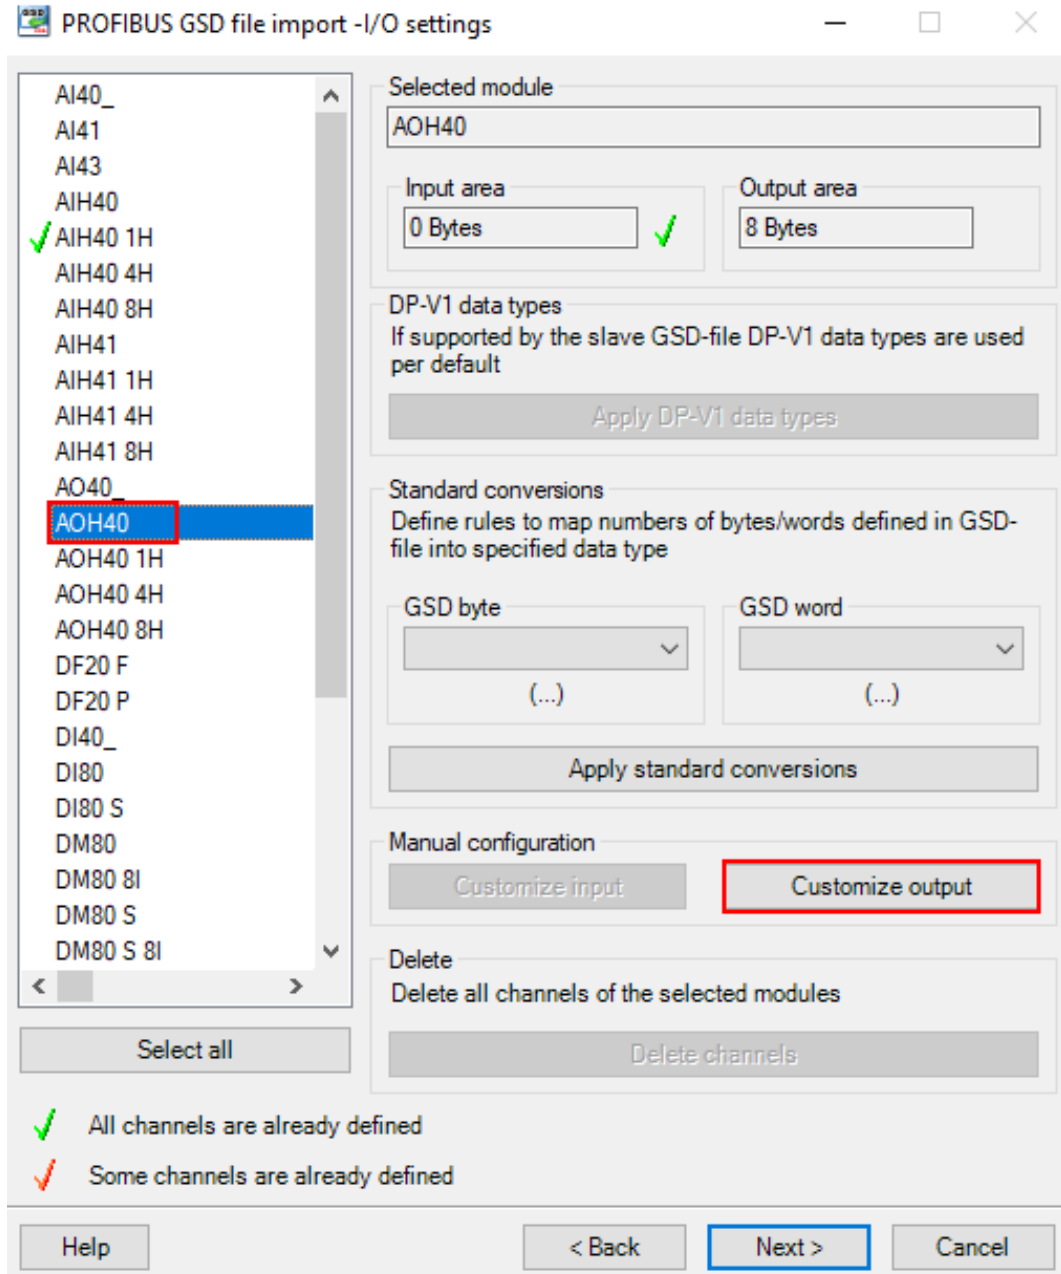 PROFIBUS GSD file import -I/O settings
AI40_
AI41
AI43
AIH40
AIH40 1H
AIH40 4H
AIH40 8H
AIH41
AIH41 1H
AIH41 4H
AIH41 8H
AO40_
AOH40
AOH40 1H
AOH40 4H
AOH40 8H
DF20 F
DF20 P
DI40_
DI80
DI80 S
DM80
DM80 8I
DM80 S
DM80 S 8I
Select all
Selected module
AOH40
Input area
0 Bytes
Output area
8 Bytes
DP-V1 data types
If supported by the slave GSD-file DP-V1 data types are used
per default
Apply DP-V1 data types
Standard conversions
Define rules to map numbers of bytes/words defined in GSD-
file into specified data type
GSD byte
(...)
GSD word
(...)
Apply standard conversions
Manual configuration
Customize input
Customize output
Delete
Delete all channels of the selected modules
Delete channels
All channels are already defined
Some channels are already defined
Help
< Back
Next >
Cancel